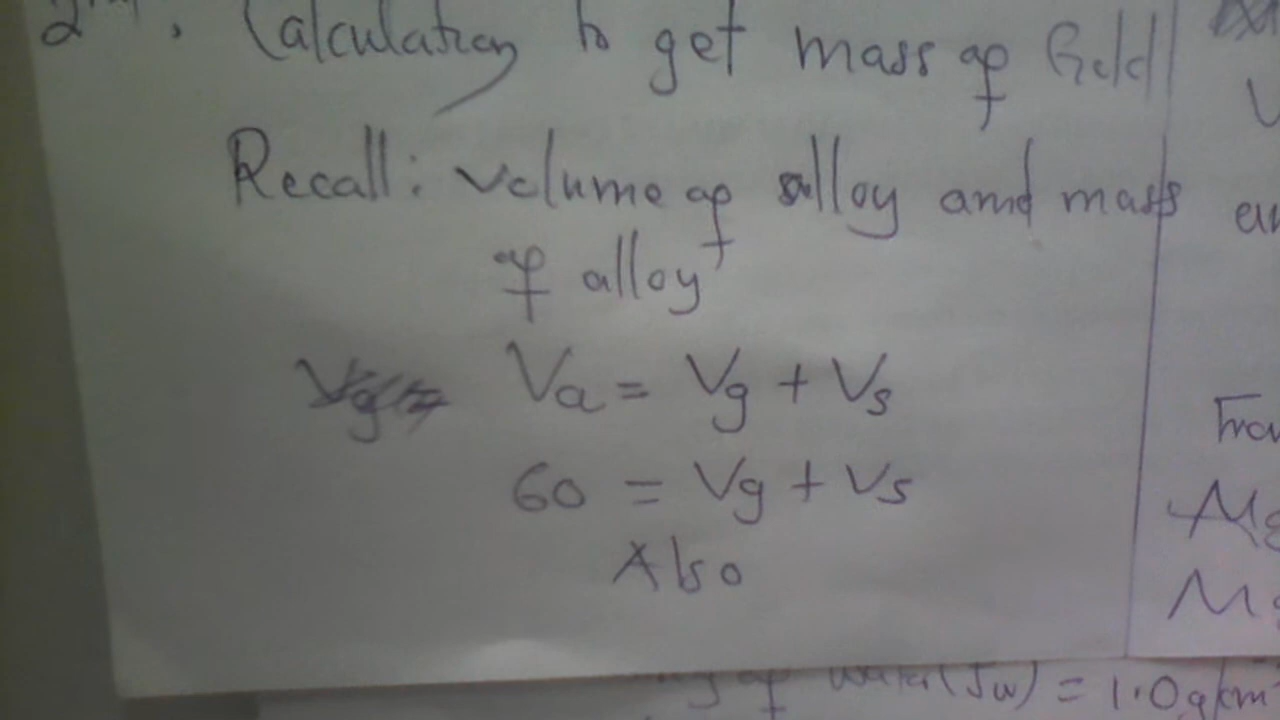 2nd. Calculation to get mass of Gold
Recall: volume of alloy and mass
of alloy
Va = Vg + Vs
60 = Vg + Vs
Also
of water(Jw) = 1.0g/cm